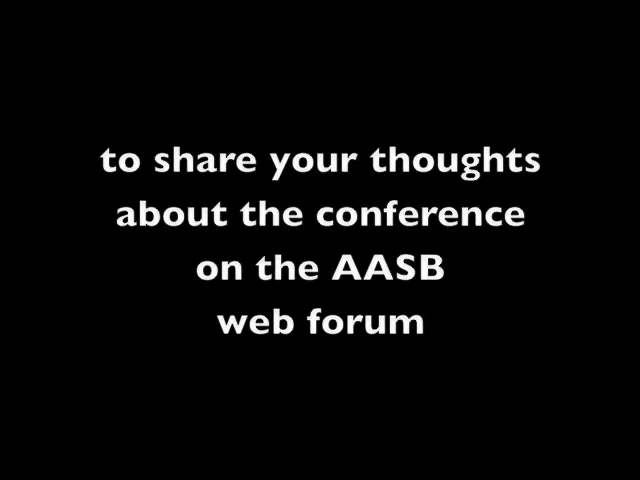 to share your thoughts
about the conference
on the AASB
web forum